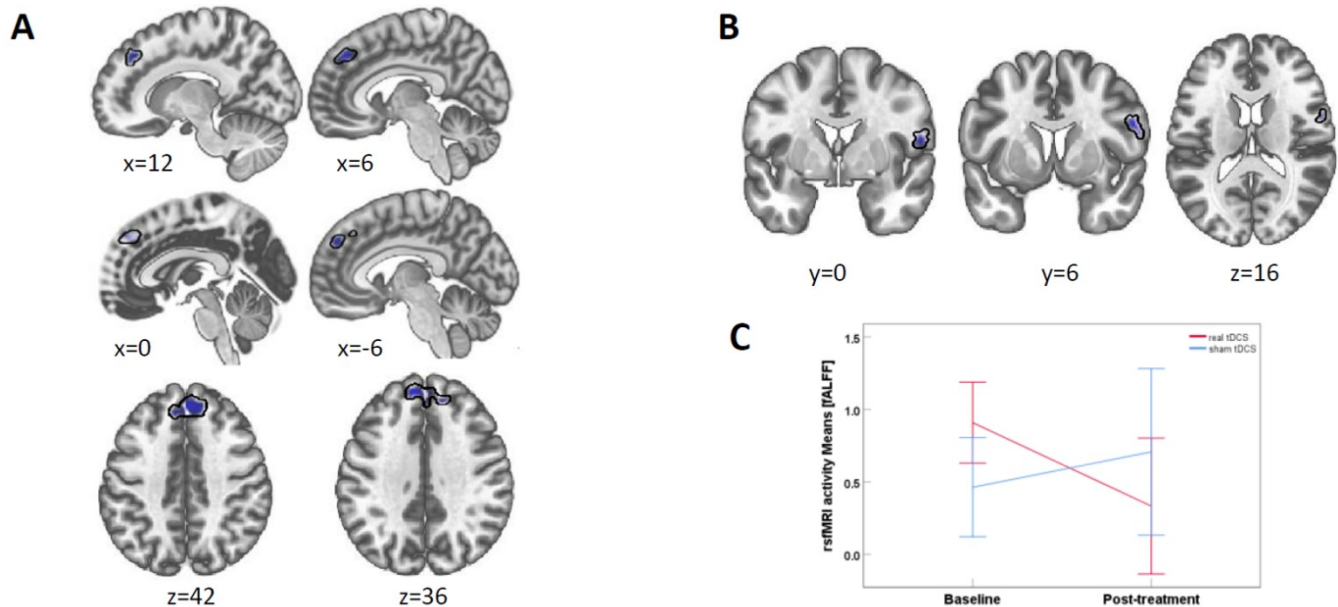 A
x=12
x=6
x=0
x=-6
z=42
z=36
B
y=0
y=6
z=16
C
rsfMRI activity Means [fALFF]
1.5
1.0
0.5
0.0
real tDCS
sham tDCS
Baseline
Post-treatment